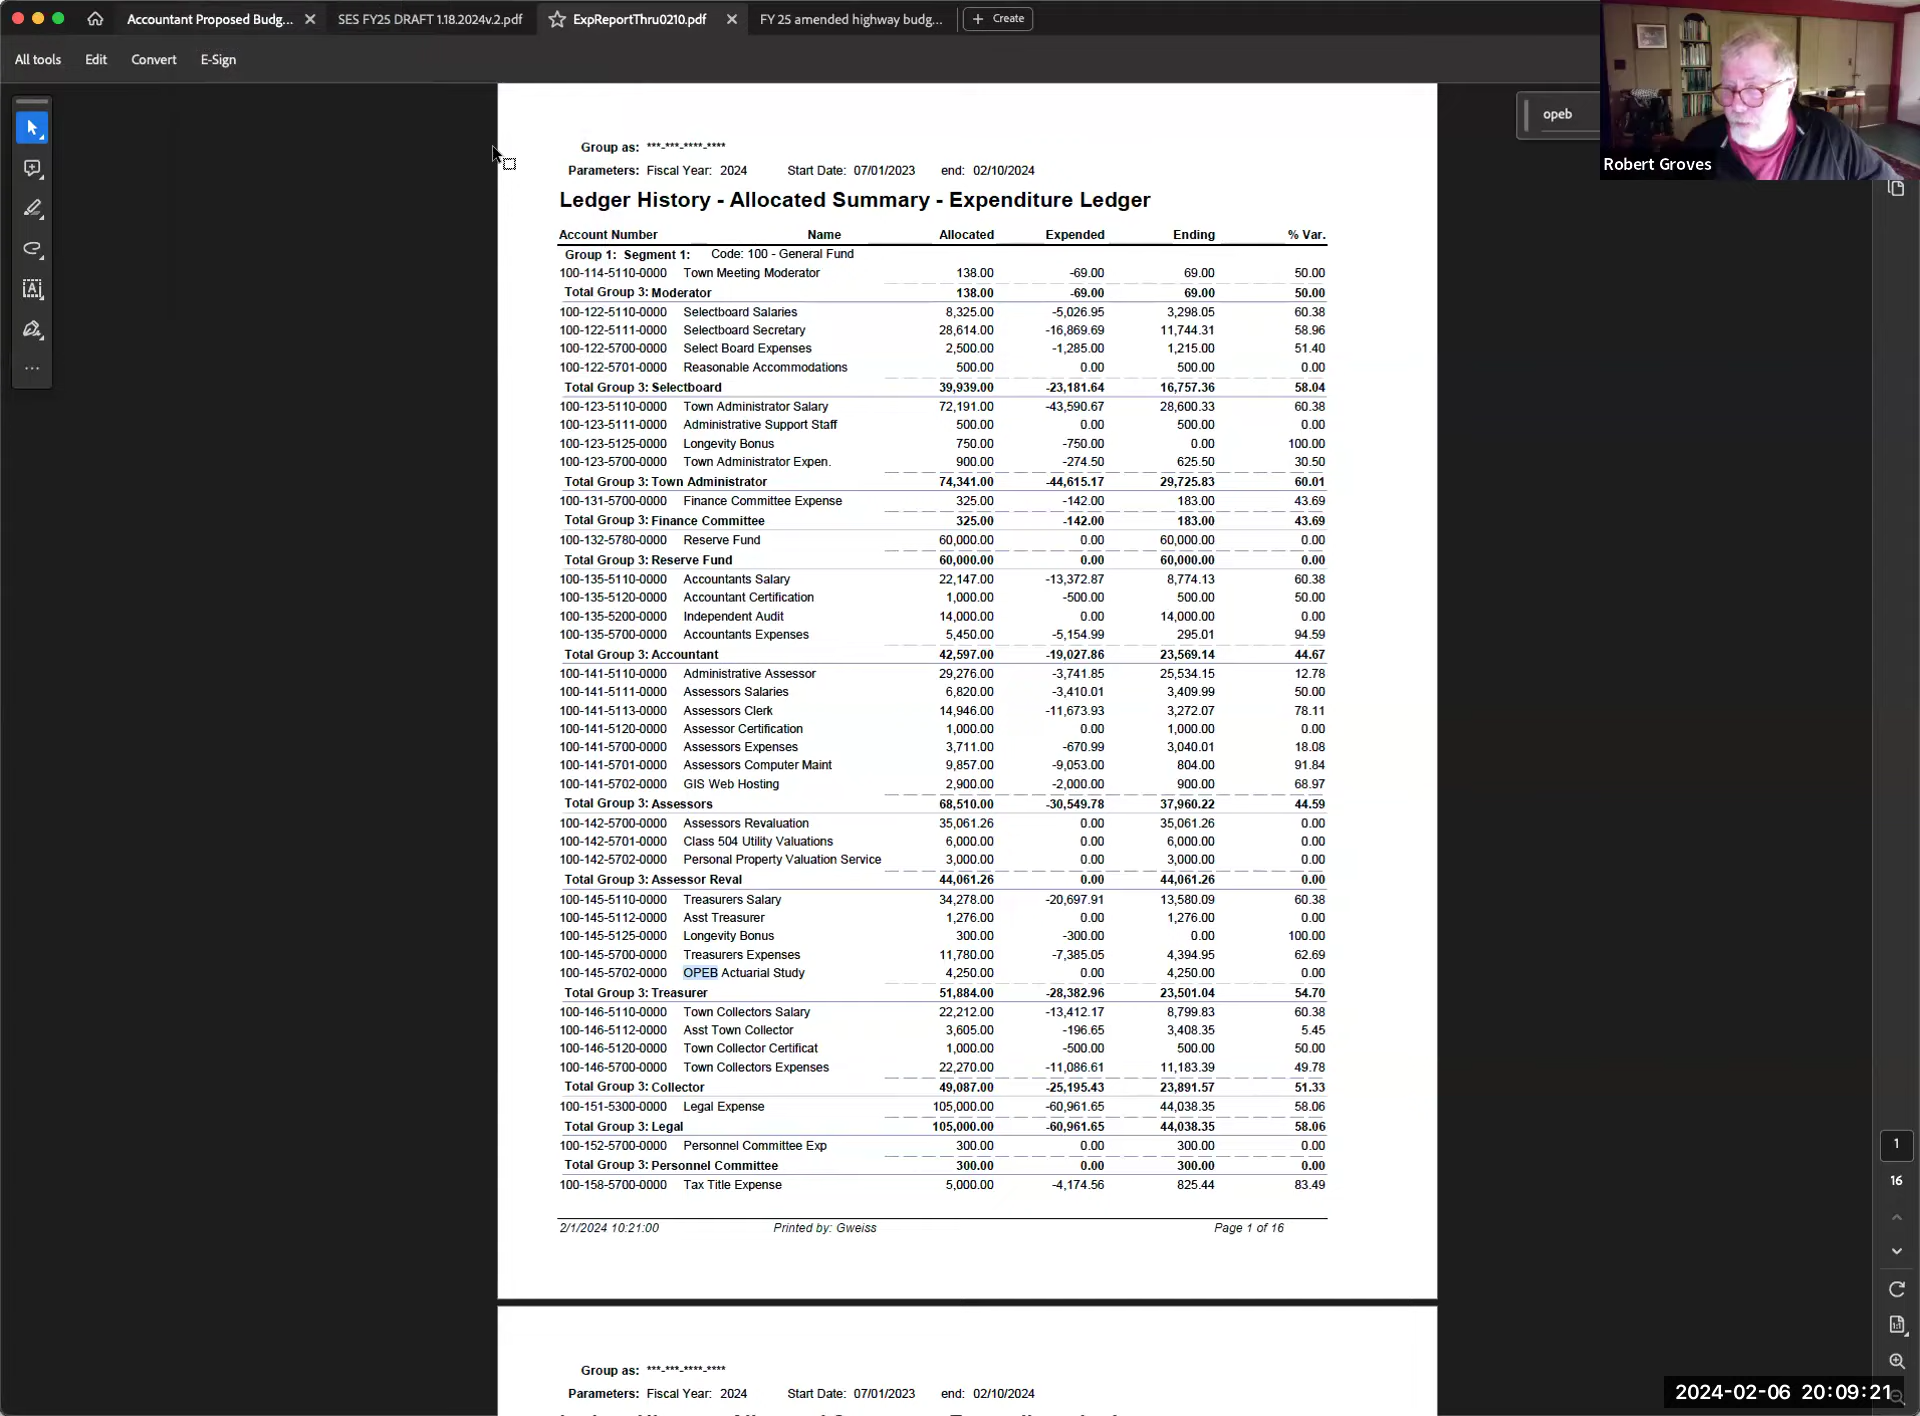 Accountant Proposed Budg... SES FY25 DRAFT 1.18.2024v.2.pdf ExpReportThru0210.pdf FY 25 amended highway budg... + Create
All tools Edit Convert E-Sign
opeb
Robert Groves
Group as: ***-***-****-****
Parameters: Fiscal Year: 2024 Start Date: 07/01/2023 end: 02/10/2024
Ledger History - Allocated Summary - Expenditure Ledger
Account Number Name Allocated Expended Ending % Var.
Group 1: Segment 1: Code: 100 - General Fund
100-114-5110-0000 Town Meeting Moderator 138.00 -69.00 69.00 50.00
Total Group 3: Moderator 138.00 -69.00 69.00 50.00
100-122-5110-0000 Selectboard Salaries 8,325.00 -5,026.95 3,298.05 60.38
100-122-5111-0000 Selectboard Secretary 28,614.00 -16,869.69 11,744.31 58.96
100-122-5700-0000 Select Board Expenses 2,500.00 -1,285.00 1,215.00 51.40
100-122-5701-0000 Reasonable Accommodations 500.00 0.00 500.00 0.00
Total Group 3: Selectboard 39,939.00 -23,181.64 16,757.36 58.04
100-123-5110-0000 Town Administrator Salary 72,191.00 -43,590.67 28,600.33 60.38
100-123-5111-0000 Administrative Support Staff 500.00 0.00 500.00 0.00
100-123-5125-0000 Longevity Bonus 750.00 -750.00 0.00 100.00
100-123-5700-0000 Town Administrator Expen. 900.00 -274.50 625.50 30.50
Total Group 3: Town Administrator 74,341.00 -44,615.17 29,725.83 60.01
100-131-5700-0000 Finance Committee Expense 325.00 -142.00 183.00 43.69
Total Group 3: Finance Committee 325.00 -142.00 183.00 43.69
100-132-5780-0000 Reserve Fund 60,000.00 0.00 60,000.00 0.00
Total Group 3: Reserve Fund 60,000.00 0.00 60,000.00 0.00
100-135-5110-0000 Accountants Salary 22,147.00 -13,372.87 8,774.13 60.38
100-135-5120-0000 Accountant Certification 1,000.00 -500.00 500.00 50.00
100-135-5200-0000 Independent Audit 14,000.00 0.00 14,000.00 0.00
100-135-5700-0000 Accountants Expenses 5,450.00 -5,154.99 295.01 94.59
Total Group 3: Accountant 42,597.00 -19,027.86 23,569.14 44.67
100-141-5110-0000 Administrative Assessor 29,276.00 -3,741.85 25,534.15 12.78
100-141-5111-0000 Assessors Salaries 6,820.00 -3,410.01 3,409.99 50.00
100-141-5113-0000 Assessors Clerk 14,946.00 -11,673.93 3,272.07 78.11
100-141-5120-0000 Assessor Certification 1,000.00 0.00 1,000.00 0.00
100-141-5700-0000 Assessors Expenses 3,711.00 -670.99 3,040.01 18.08
100-141-5701-0000 Assessors Computer Maint 9,857.00 -9,053.00 804.00 91.84
100-141-5702-0000 GIS Web Hosting 2,900.00 -2,000.00 900.00 68.97
Total Group 3: Assessors 68,510.00 -30,549.78 37,960.22 44.59
100-142-5700-0000 Assessors Revaluation 35,061.26 0.00 35,061.26 0.00
100-142-5701-0000 Class 504 Utility Valuations 6,000.00 0.00 6,000.00 0.00
100-142-5702-0000 Personal Property Valuation Service 3,000.00 0.00 3,000.00 0.00
Total Group 3: Assessor Reval 44,061.26 0.00 44,061.26 0.00
100-145-5110-0000 Treasurers Salary 34,278.00 -20,697.91 13,580.09 60.38
100-145-5112-0000 Asst Treasurer 1,276.00 0.00 1,276.00 0.00
100-145-5125-0000 Longevity Bonus 300.00 -300.00 0.00 100.00
100-145-5700-0000 Treasurers Expenses 11,780.00 -7,385.05 4,394.95 62.69
100-145-5702-0000 OPEB Actuarial Study 4,250.00 0.00 4,250.00 0.00
Total Group 3: Treasurer 51,884.00 -28,382.96 23,501.04 54.70
100-146-5110-0000 Town Collectors Salary 22,212.00 -13,412.17 8,799.83 60.38
100-146-5112-0000 Asst Town Collector 3,605.00 -196.65 3,408.35 5.45
100-146-5120-0000 Town Collector Certificat 1,000.00 -500.00 500.00 50.00
100-146-5700-0000 Town Collectors Expenses 22,270.00 -11,086.61 11,183.39 49.78
Total Group 3: Collector 49,087.00 -25,195.43 23,891.57 51.33
100-151-5300-0000 Legal Expense 105,000.00 -60,961.65 44,038.35 58.06
Total Group 3: Legal 105,000.00 -60,961.65 44,038.35 58.06
100-152-5700-0000 Personnel Committee Exp 300.00 0.00 300.00 0.00
Total Group 3: Personnel Committee 300.00 0.00 300.00 0.00
100-158-5700-0000 Tax Title Expense 5,000.00 -4,174.56 825.44 83.49
2/1/2024 10:21:00 Printed by: Gweiss Page 1 of 16
1
16
Group as: ***-***-****-****
Parameters: Fiscal Year: 2024 Start Date: 07/01/2023 end: 02/10/2024
2024-02-06 20:09:21